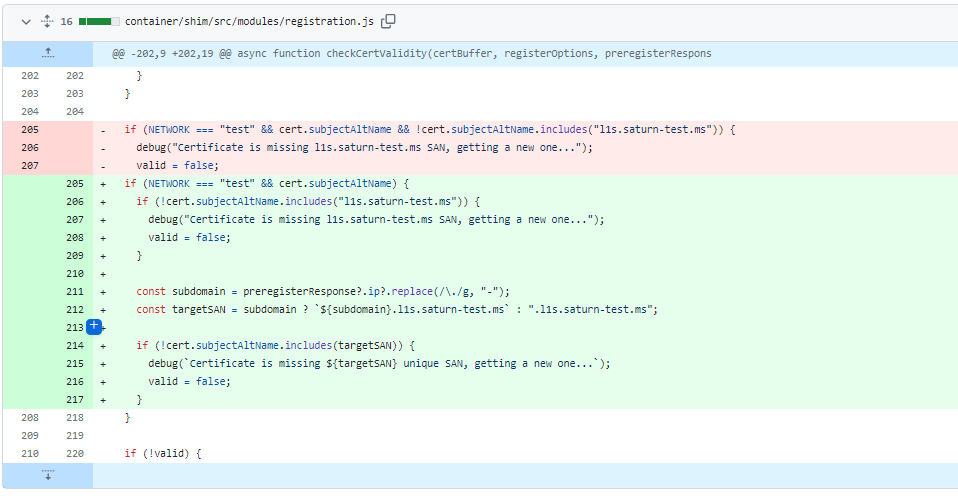 16 container/shim/src/modules/registration.js
@@ -202,9 +202,19 @@ async function checkCertValidity(certBuffer, registerOptions, preregisterRespons
202 202 }
203 203 }
204 204
205 - if (NETWORK === "test" && cert.subjectAltName && !cert.subjectAltName.includes("l1s.saturn-test.ms")) {
206 - debug("Certificate is missing l1s.saturn-test.ms SAN, getting a new one...");
207 - valid = false;
205 + if (NETWORK === "test" && cert.subjectAltName) {
206 + if (!cert.subjectAltName.includes("l1s.saturn-test.ms")) {
207 + debug("Certificate is missing l1s.saturn-test.ms SAN, getting a new one...");
208 + valid = false;
209 + }
210 +
211 + const subdomain = preregisterResponse?.ip?.replace(/\./g, "-");
212 + const targetSAN = subdomain ? `${subdomain}.l1s.saturn-test.ms` : ".l1s.saturn-test.ms";
213 +
214 + if (!cert.subjectAltName.includes(targetSAN)) {
215 + debug(`Certificate is missing ${targetSAN} unique SAN, getting a new one...`);
216 + valid = false;
217 + }
208 218 }
209 219
210 220 if (!valid) {